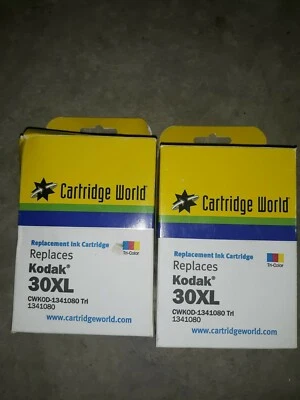 Cartridge World®
Replacement Ink Cartridge
Replaces
Tri-Color
Kodak®
30XL
CWKOD-1341080 Tri
1341080
www.cartridgeworld.com
Cartridge World®
Replacement Ink Cartridge
Replaces
Tri-Color
Kodak®
30XL
CWKOD-1341080 Tri
1341080
www.cartridgeworld.com